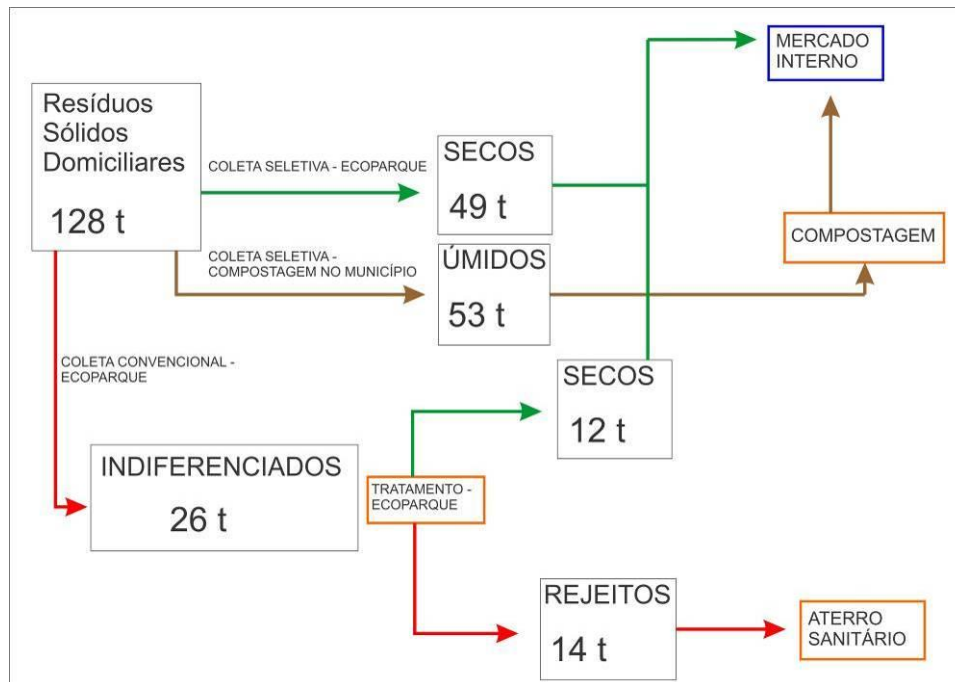 MERCADO
INTERNO
Resíduos
Sólidos
Domiciliares
128 t
COLETA SELETIVA - ECOPARQUE
SECOS
49 t
COLETA SELETIVA -
COMPOSTAGEM NO MUNICÍPIO
ÚMIDOS
53 t
COMPOSTAGEM
COLETA CONVENCIONAL -
ECOPARQUE
SECOS
12 t
INDIFERENCIADOS
26 t
TRATAMENTO -
ECOPARQUE
REJEITOS
14 t
ATERRO
SANITÁRIO